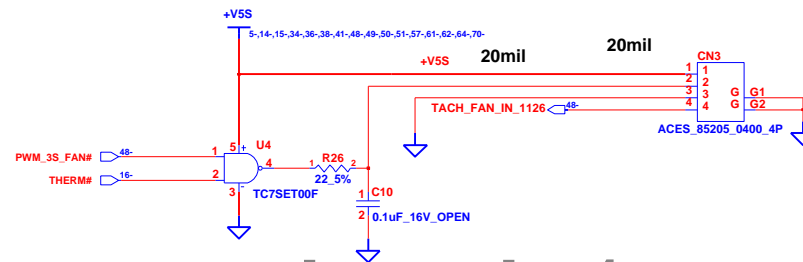 +V5S
5-,14-,15-,34-,36-,38-,41-,48-,49-,50-,51-,57-,61-,62-,64-,70-
20mil
20mil
+V5S
CN3
1 1
2 2
3 3 G G1
4 4 G G2
TACH_FAN_IN_1126 48-
ACES_85205_0400_4P
U4
5 +
PWM_3S_FAN# 48- 1
4
1 R26 2
THERM# 16- 2
22_5%
3 -
TC7SET00F
1 C10
2 0.1uF_16V_OPEN